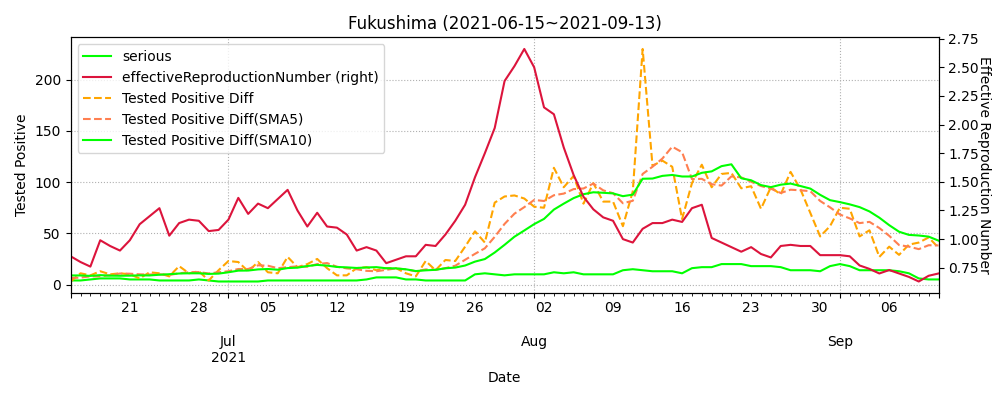 Fukushima (2021-06-15~2021-09-13)
serious
effectiveReproductionNumber (right)
Tested Positive Diff
Tested Positive Diff(SMA5)
Tested Positive Diff(SMA10)
Tested Positive
200
150
100
50
0
2.75
2.50
2.25
2.00
1.75
1.50
1.25
1.00
0.75
Effective Reproduction Number
21 28 05 12 19 26 02 09 16 23 30 06
Jul Aug Sep
2021
Date